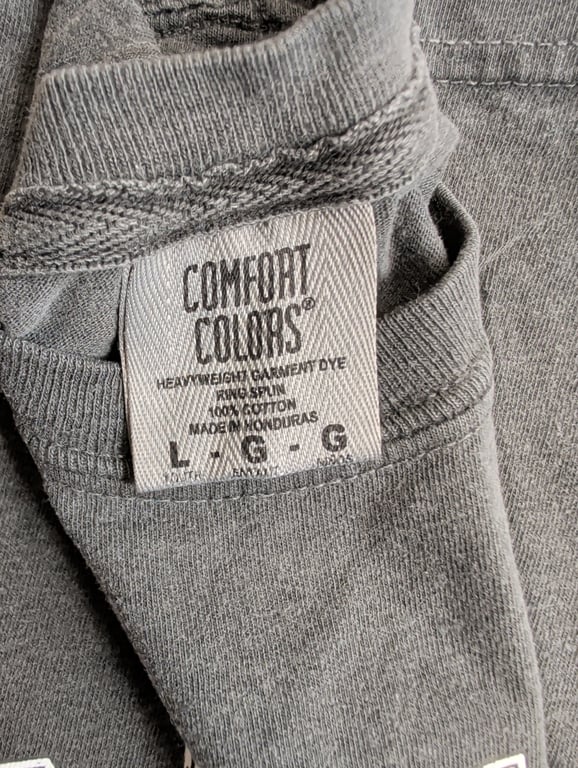 COMFORT
COLORS®
HEAVYWEIGHT GARMENT DYE
RING SPUN
100% COTTON
MADE IN HONDURAS
L - G - G